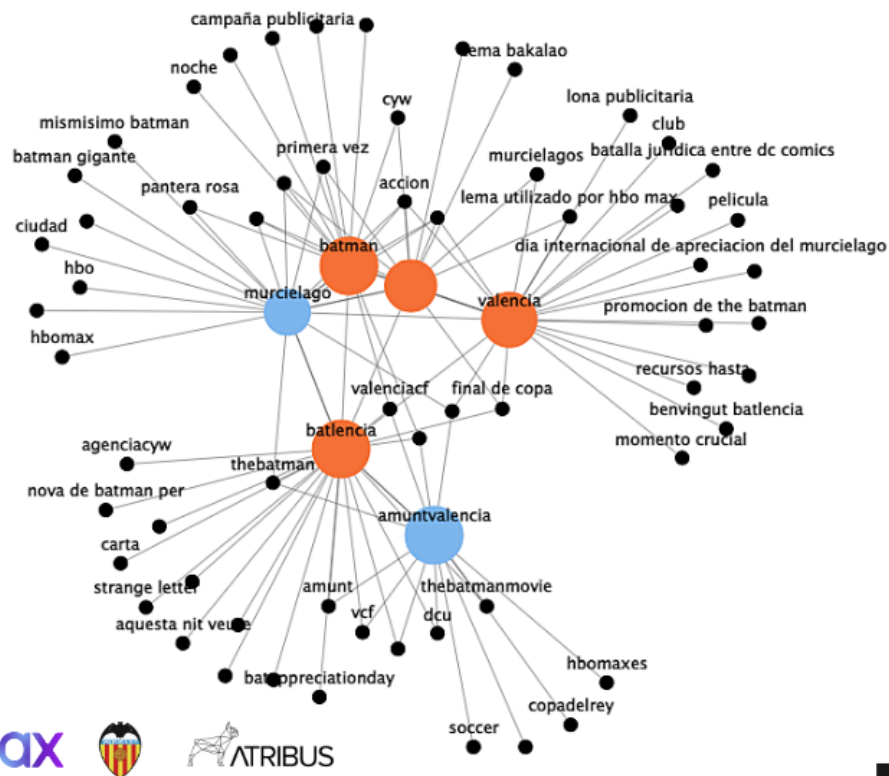 campaña publicitaria
lema bakalao
noche
cyw
lona publicitaria
club
mismisimo batman
primera vez
batalla juridica entre dc comics
batman gigante
murcielagos
pantera rosa
accion
lema utilizado por hbo max
pelicula
ciudad
batman
dia internacional de apreciacion del murcielago
hbo
murcielago
valencia
promocion de the batman
hbomax
recursos hasta
valenciacf
final de copa
benvingut batlencia
batlencia
momento crucial
agenciacyw
thebatman
nova de batman per
amuntvalencia
carta
strange letter
amunt
thebatmanmovie
vcf
dcu
aquesta nit veure
hbomaxes
batappreciationday
copadelrey
soccer
ax
ATRIBUS